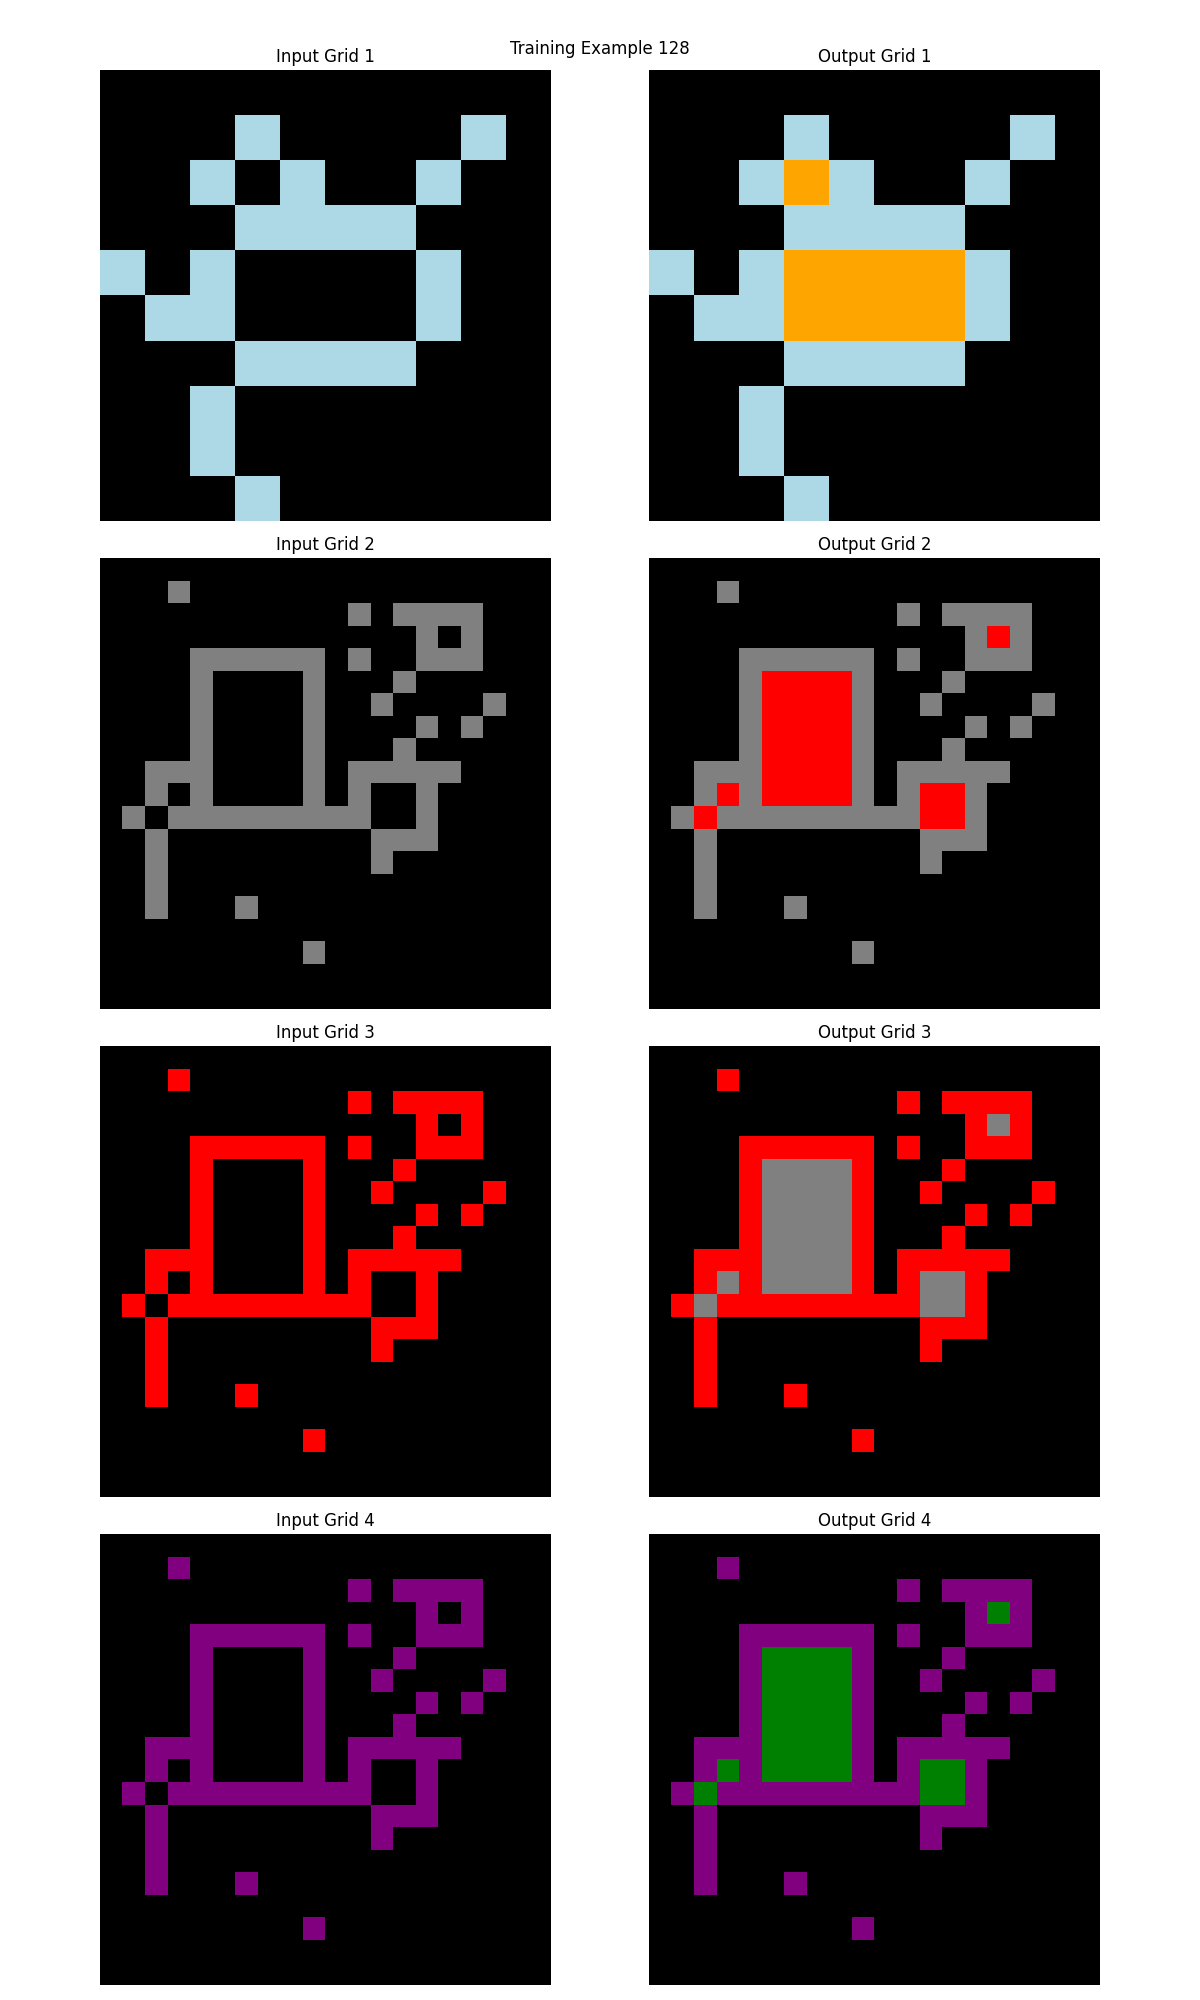 Training Example 128
Input Grid 1
Output Grid 1
Input Grid 2
Output Grid 2
Input Grid 3
Output Grid 3
Input Grid 4
Output Grid 4